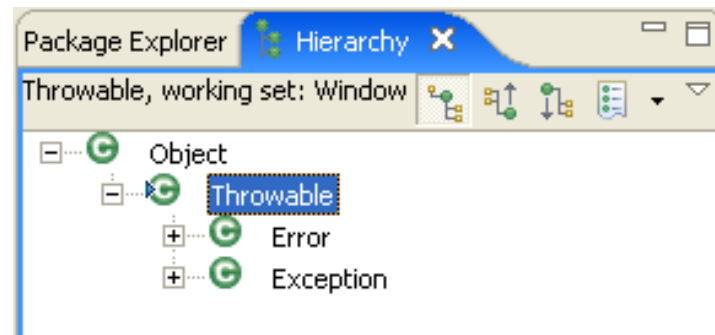 Package Explorer Hierarchy
Throwable, working set: Window
Object
Throwable
Error
Exception